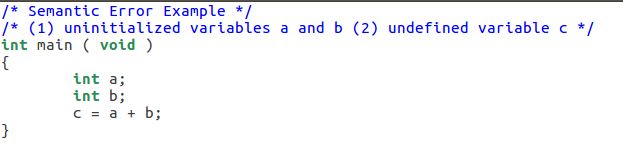 /* Semantic Error Example */
/* (1) uninitialized variables a and b (2) undefined variable c */
int main ( void )
{
        int a;
        int b;
        c = a + b;
}